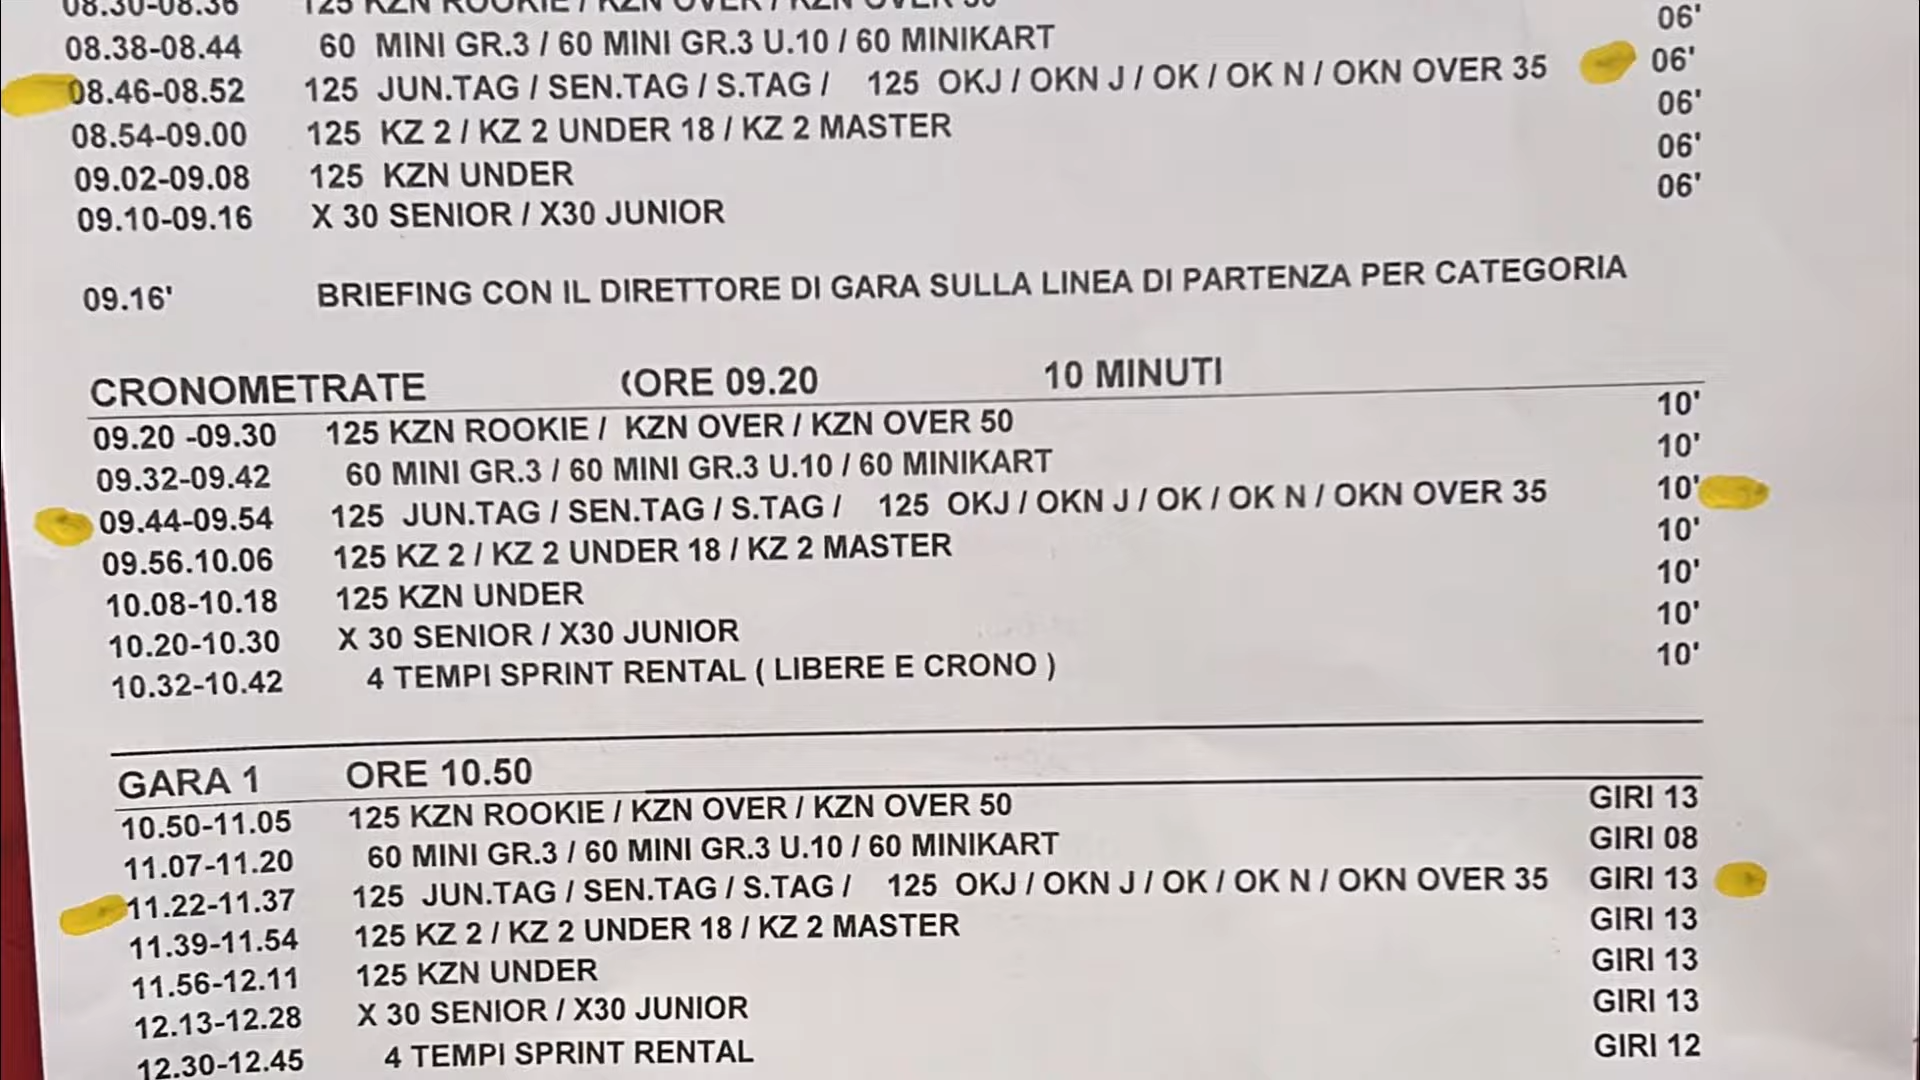 08.30-08.36 125 KZN ROOKIE / KZN OVER / KZN OVER 50 06'
08.38-08.44 60 MINI GR.3 / 60 MINI GR.3 U.10 / 60 MINIKART 06'
08.46-08.52 125 JUN.TAG / SEN.TAG / S.TAG / 125 OKJ / OKN J / OK / OK N / OKN OVER 35 06'
08.54-09.00 125 KZ 2 / KZ 2 UNDER 18 / KZ 2 MASTER 06'
09.02-09.08 125 KZN UNDER 06'
09.10-09.16 X 30 SENIOR / X30 JUNIOR
09.16' BRIEFING CON IL DIRETTORE DI GARA SULLA LINEA DI PARTENZA PER CATEGORIA
CRONOMETRATE (ORE 09.20 10 MINUTI
09.20 -09.30 125 KZN ROOKIE / KZN OVER / KZN OVER 50 10'
09.32-09.42 60 MINI GR.3 / 60 MINI GR.3 U.10 / 60 MINIKART 10'
09.44-09.54 125 JUN.TAG / SEN.TAG / S.TAG / 125 OKJ / OKN J / OK / OK N / OKN OVER 35 10'
09.56.10.06 125 KZ 2 / KZ 2 UNDER 18 / KZ 2 MASTER 10'
10.08-10.18 125 KZN UNDER 10'
10.20-10.30 X 30 SENIOR / X30 JUNIOR 10'
10.32-10.42 4 TEMPI SPRINT RENTAL ( LIBERE E CRONO ) 10'
GARA 1 ORE 10.50
10.50-11.05 125 KZN ROOKIE / KZN OVER / KZN OVER 50 GIRI 13
11.07-11.20 60 MINI GR.3 / 60 MINI GR.3 U.10 / 60 MINIKART GIRI 08
11.22-11.37 125 JUN.TAG / SEN.TAG / S.TAG / 125 OKJ / OKN J / OK / OK N / OKN OVER 35 GIRI 13
11.39-11.54 125 KZ 2 / KZ 2 UNDER 18 / KZ 2 MASTER GIRI 13
11.56-12.11 125 KZN UNDER GIRI 13
12.13-12.28 X 30 SENIOR / X30 JUNIOR GIRI 13
12.30-12.45 4 TEMPI SPRINT RENTAL GIRI 12